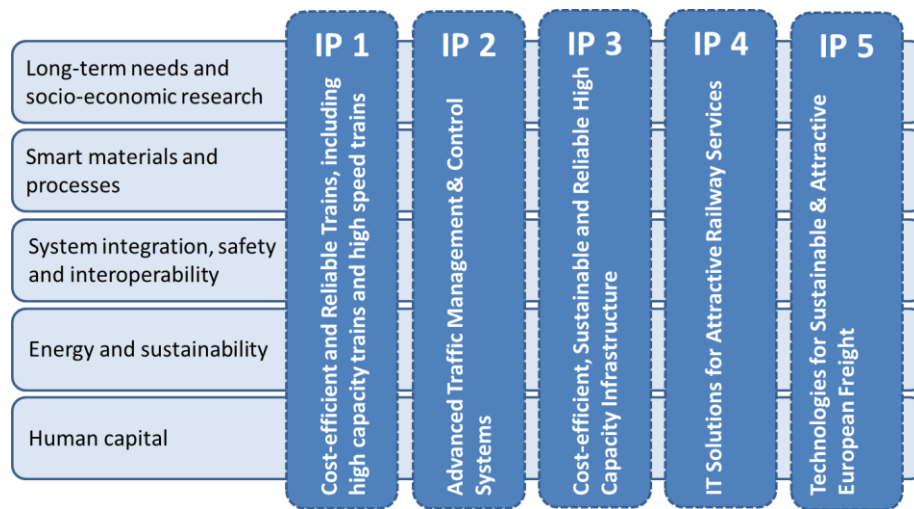 Long-term needs and
socio-economic research
Smart materials and
processes
System integration, safety
and interoperability
Energy and sustainability
Human capital
IP 1
Cost-efficient and Reliable Trains, including
high capacity trains and high speed trains
IP 2
Advanced Traffic Management & Control
Systems
IP 3
Cost-efficient, Sustainable and Reliable High
Capacity Infrastructure
IP 4
IT Solutions for Attractive Railway Services
IP 5
Technologies for Sustainable & Attractive
European Freight